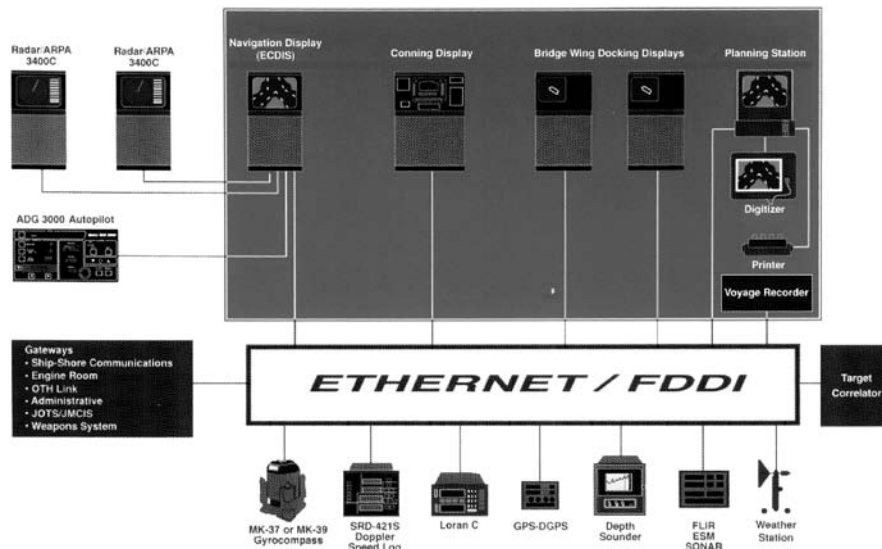 Radar/ARPA
3400C
Radar/ARPA
3400C
Navigation Display
(ECDIS)
Conning Display
Bridge Wing Docking Displays
Planning Station
Digitizer
ADG 3000 Autopilot
Printer
Voyage Recorder
Gateways
• Ship-Shore Communications
• Engine Room
• OTH Link
• Administrative
• JOTS/JMCIS
• Weapons System
ETHERNET / FDDI
Target
Correlator
MK-37 or MK-39
Gyrocompass
SRD-421S
Doppler
Speed Log
Loran C
GPS-DGPS
Depth
Sounder
FLIR
ESM
SONAR
Weather
Station